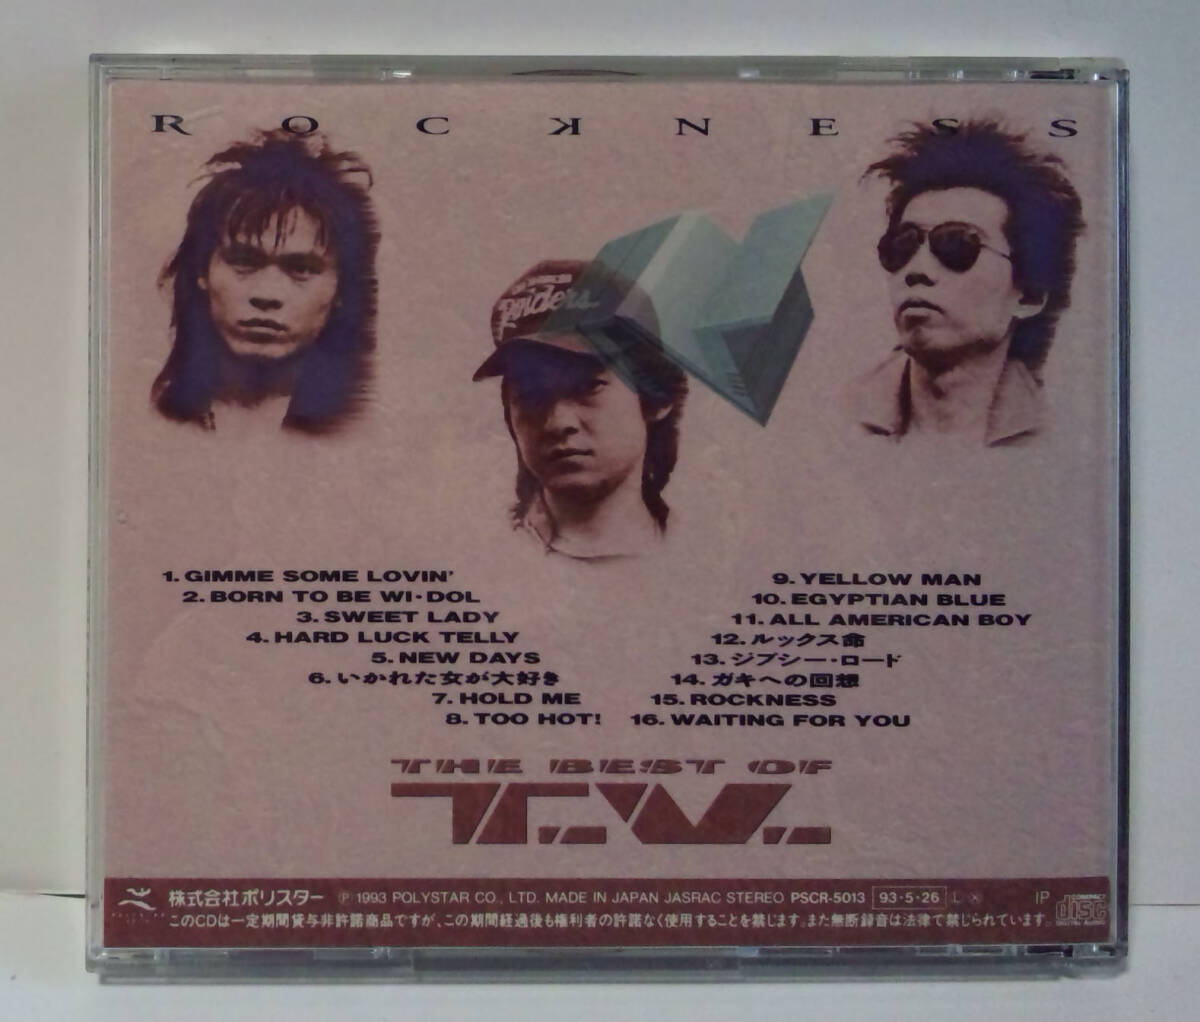 ROCKNESS
Raiders
1. GIMME SOME LOVIN'
2. BORN TO BE WI・DOL
3. SWEET LADY
4. HARD LUCK TELLY
5. NEW DAYS
6. いかれた女が大好き
7. HOLD ME
8. TOO HOT!
9. YELLOW MAN
10. EGYPTIAN BLUE
11. ALL AMERICAN BOY
12. ルックス命
13. ジプシー・ロード
14. ガキへの回想
15. ROCKNESS
16. WAITING FOR YOU
THE BEST OF
T.V.
株式会社ポリスター Ⓟ 1993 POLYSTAR CO., LTD. MADE IN JAPAN JASRAC STEREO PSCR-5013 93・5・26 L X IP
このCDは一定期間貸与非許諾商品ですが、この期間経過後も権利者の許諾なく使用することを禁じます。また無断録音は法律で禁じられています。
COMPACT
disc
DIGITAL AUDIO